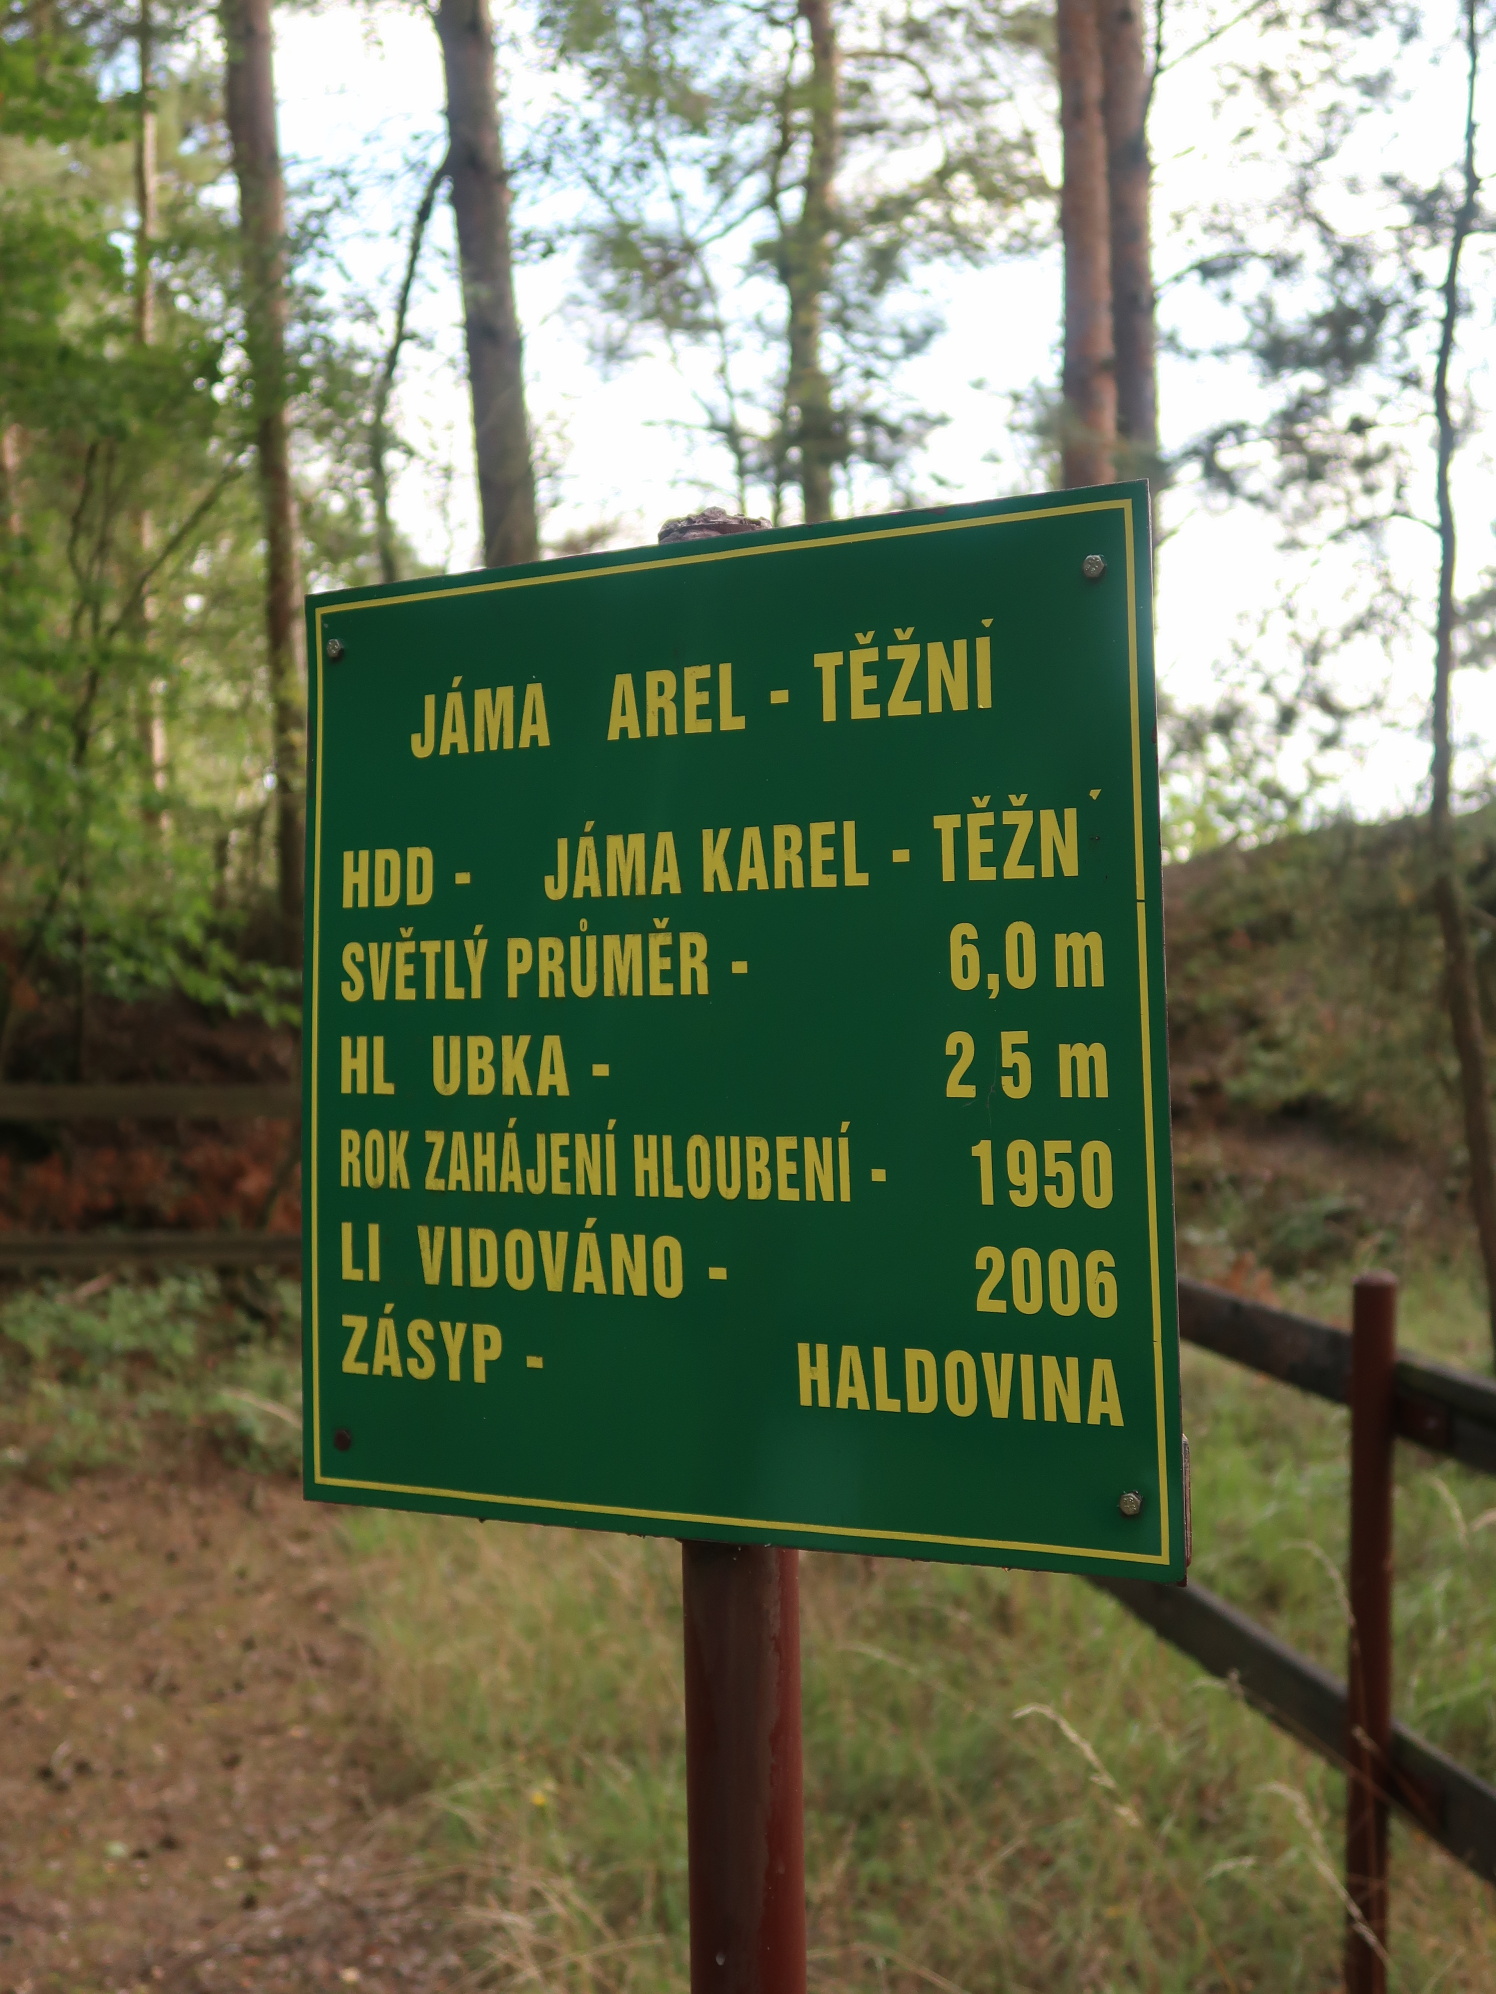 JÁMA AREL - TĚŽNÍ
HDD - JÁMA KAREL - TĚŽN´
SVĚTLÝ PRŮMĚR - 6,0 m
HL UBKA - 2 5 m
ROK ZAHÁJENÍ HLOUBENÍ - 1950
LI VIDOVÁNO - 2006
ZÁSYP - HALDOVINA